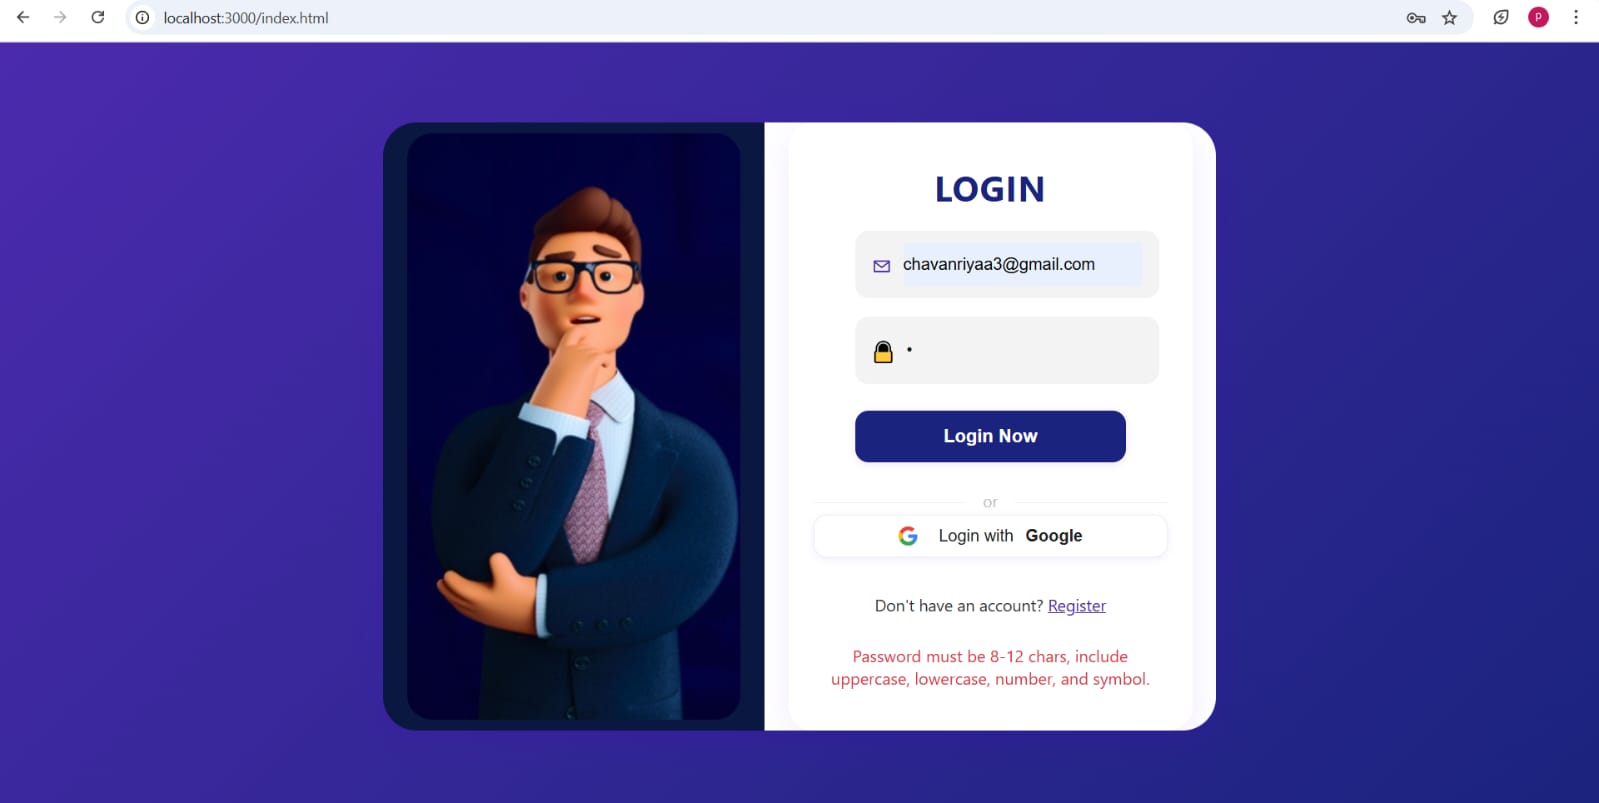 localhost:3000/index.html
P
LOGIN
chavanriyaa3@gmail.com
•
Login Now
or
Login with Google
Don't have an account? Register
Password must be 8-12 chars, include
uppercase, lowercase, number, and symbol.